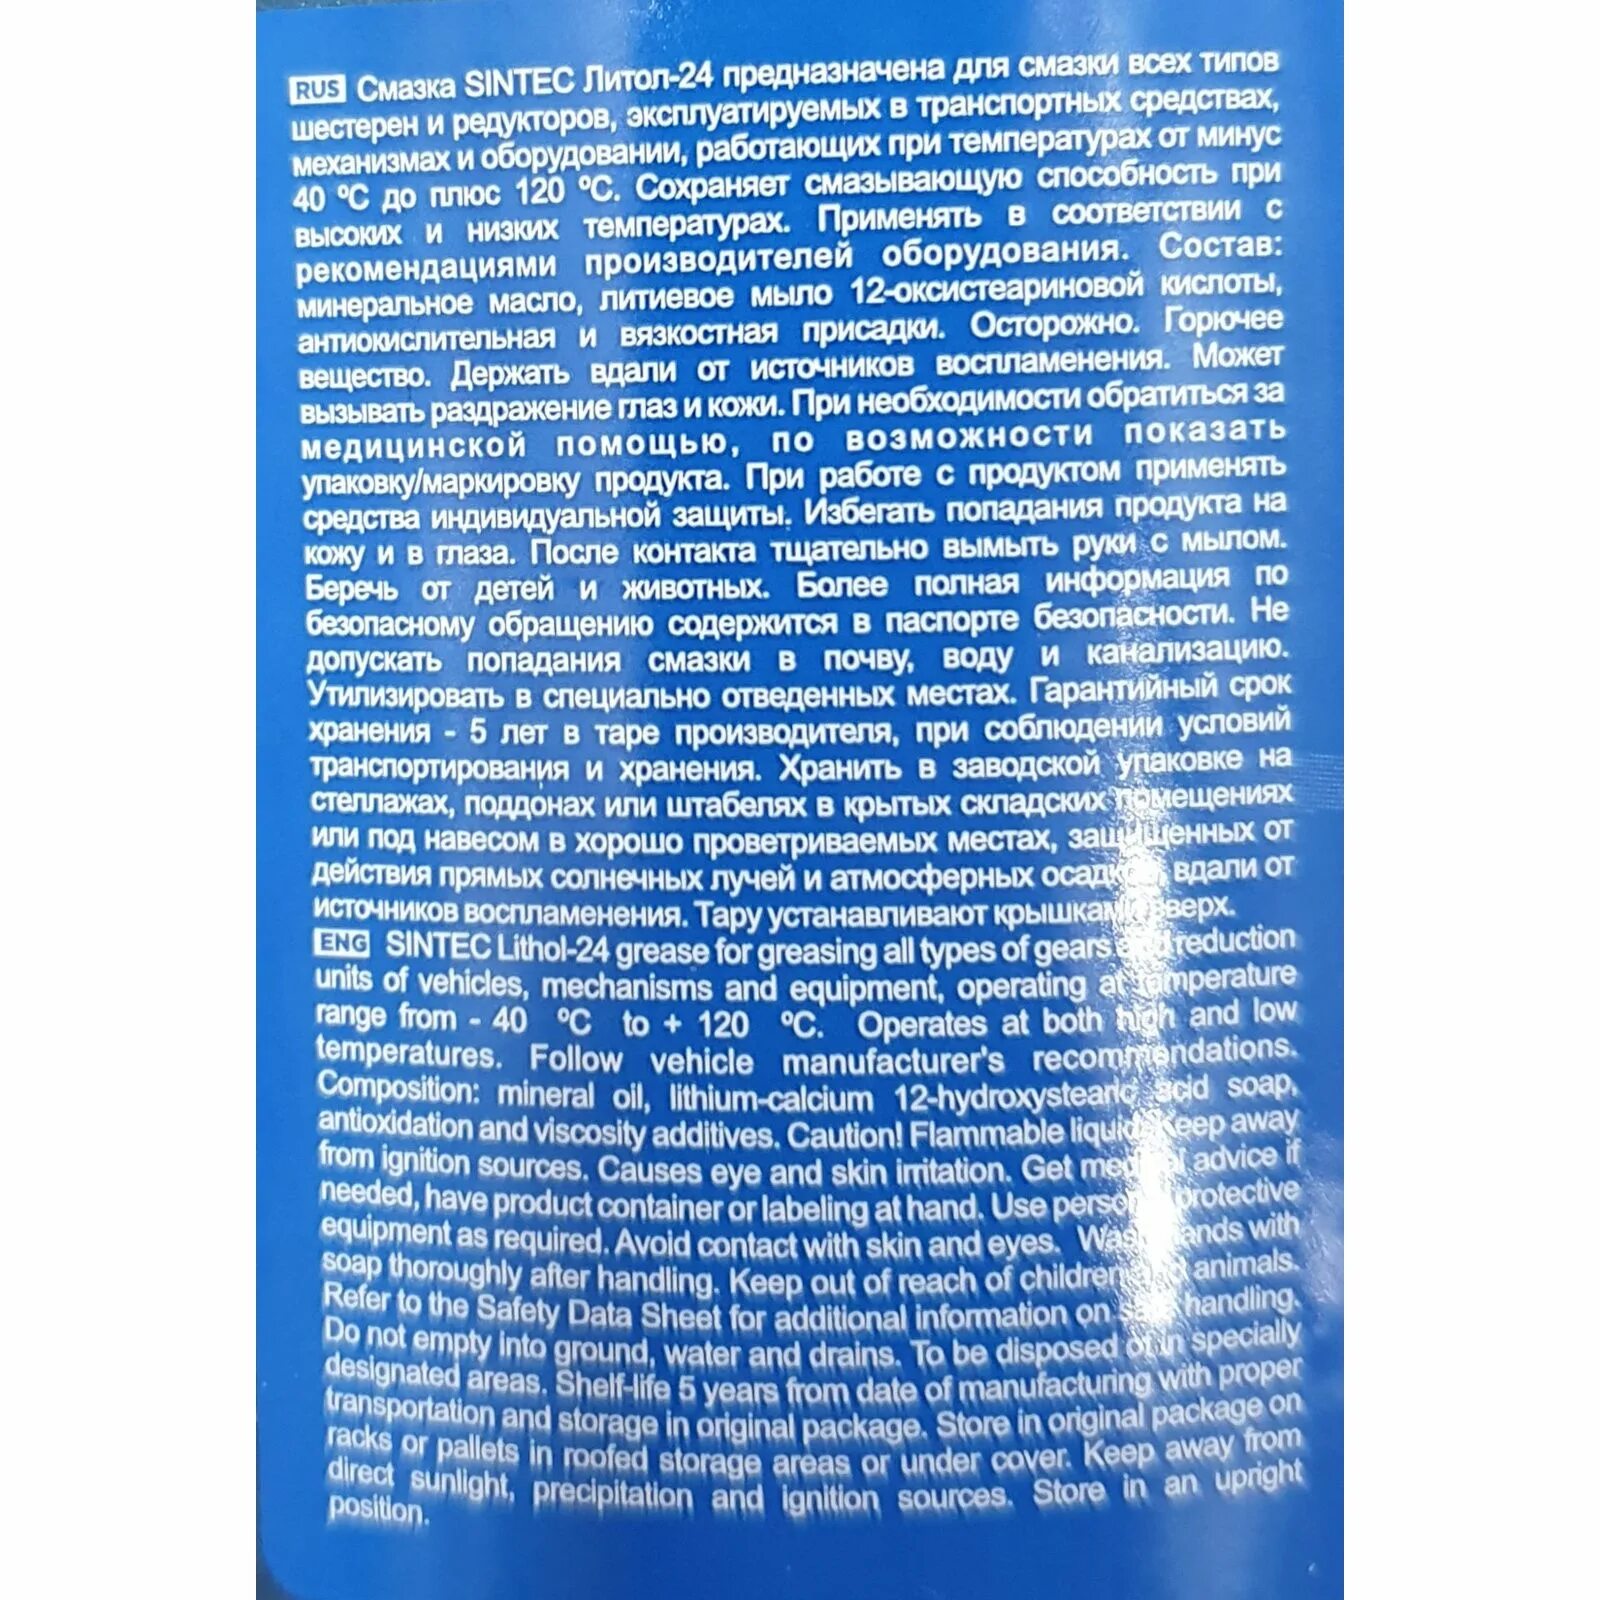 RUS Смазка SINTEC Литол-24 предназначена для смазки всех типов
шестерен и редукторов, эксплуатируемых в транспортных средствах,
механизмах и оборудовании, работающих при температурах от минус
40 ºС до плюс 120 ºС. Сохраняет смазывающую способность при
высоких и низких температурах. Применять в соответствии с
рекомендациями производителей оборудования. Состав:
минеральное масло, литиевое мыло 12-оксистеариновой кислоты,
антиокислительная и вязкостная присадки. Осторожно. Горючее
вещество. Держать вдали от источников воспламенения. Может
вызывать раздражение глаз и кожи. При необходимости обратиться за
медицинской помощью, по возможности показать
упаковку/маркировку продукта. При работе с продуктом применять
средства индивидуальной защиты. Избегать попадания продукта на
кожу и в глаза. После контакта тщательно вымыть руки с мылом.
Беречь от детей и животных. Более полная информация по
безопасному обращению содержится в паспорте безопасности. Не
допускать попадания смазки в почву, воду и канализацию.
Утилизировать в специально отведенных местах. Гарантийный срок
хранения - 5 лет в таре производителя, при соблюдении условий
транспортирования и хранения. Хранить в заводской упаковке на
стеллажах, поддонах или штабелях в крытых складских помещениях
или под навесом в хорошо проветриваемых местах, защищенных от
действия прямых солнечных лучей и атмосферных вдали от
источников воспламенения. Тару устанавливают
ENG SINTEC Lithol-24 grease for greasing all types of gears reduction
units of vehicles, mechanisms and equipment, operating at temperature
range from - 40 ºC to + 120 ºC. Operates at both high and low
temperatures. Follow vehicle manufacturer's recommendations.
Composition: mineral oil, lithium-calcium 12-hydroxystearic acid soap,
antioxidation and viscosity additives. Caution! Flammable keep away
from ignition sources. Causes eye and skin irritation. Get advice if
needed, have product container or labeling at hand. Use protective
equipment as required. Avoid contact with skin and eyes. with
soap thoroughly after handling. Keep out of reach of children animals.
Refer to the Safety Data Sheet for additional information on handling.
Do not empty into ground, water and drains. To be disposed specially
designated areas. Shelf-life 5 years from date of manufacturing with proper
transportation and storage in original package. Store in original package on
racks or pallets in roofed storage areas or under cover. Keep away from
direct sunlight, precipitation and ignition sources. Store in an upright
position.